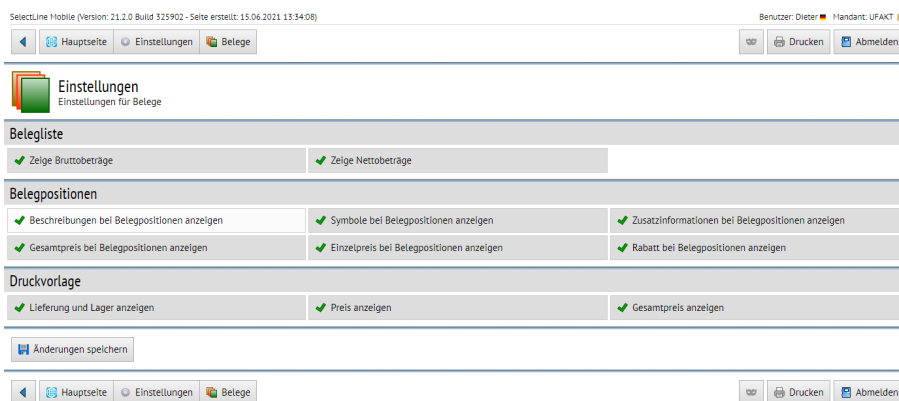 SelectLine Mobile (Version: 21.2.0 Build 325902 - Seite erstellt: 15.06.2021 13:34:08) Benutzer: Dieter Mandant: UFAKT
Hauptseite Einstellungen Belege Drucken Abmelden
Einstellungen
Einstellungen für Belege
Belegliste
Zeige Bruttobeträge Zeige Nettobeträge
Belegpositionen
Beschreibungen bei Belegpositionen anzeigen Symbole bei Belegpositionen anzeigen Zusatzinformationen bei Belegpositionen anzeigen
Gesamtpreis bei Belegpositionen anzeigen Einzelpreis bei Belegpositionen anzeigen Rabatt bei Belegpositionen anzeigen
Druckvorlage
Lieferung und Lager anzeigen Preis anzeigen Gesamtpreis anzeigen
Änderungen speichern
Hauptseite Einstellungen Belege Drucken Abmelden